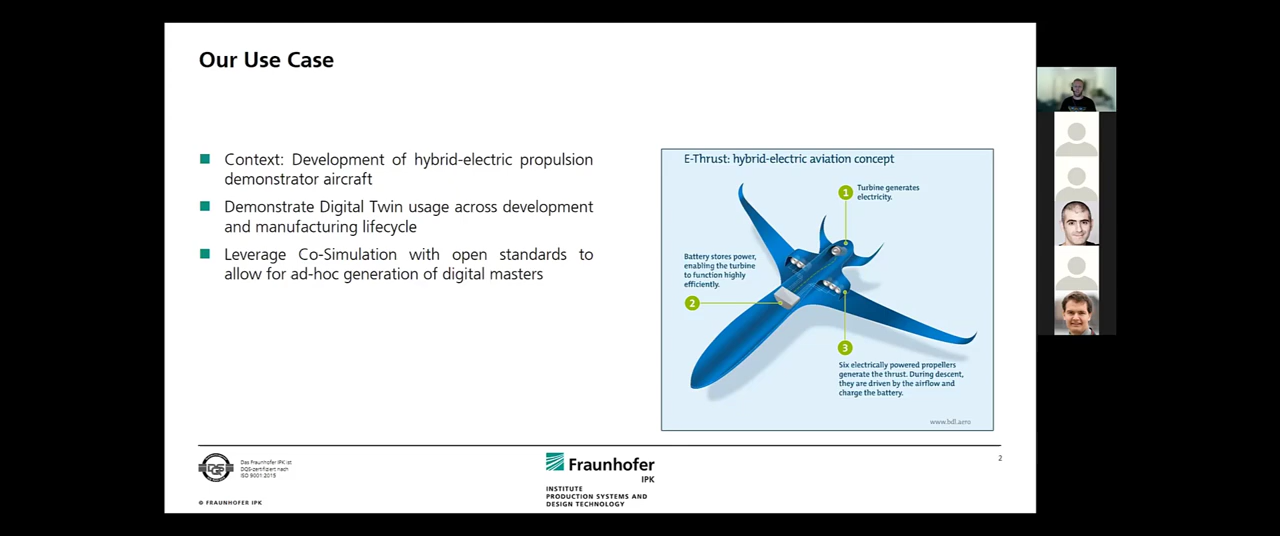 Our Use Case
Context: Development of hybrid-electric propulsion
demonstrator aircraft
Demonstrate Digital Twin usage across development
and manufacturing lifecycle
Leverage Co-Simulation with open standards to
allow for ad-hoc generation of digital masters
E-Thrust: hybrid-electric aviation concept
1
Turbine generates
electricity.
Battery stores power,
enabling the turbine
to function highly
efficiently.
2
3
Six electrically powered propellers
generate the thrust. During descent,
they are driven by the airflow and
charge the battery.
www.bdl.aero
DQS
Das Fraunhofer IPK ist
DQS-zertifiziert nach
ISO 9001:2015
© FRAUNHOFER IPK
Fraunhofer
IPK
INSTITUTE
PRODUCTION SYSTEMS AND
DESIGN TECHNOLOGY
2